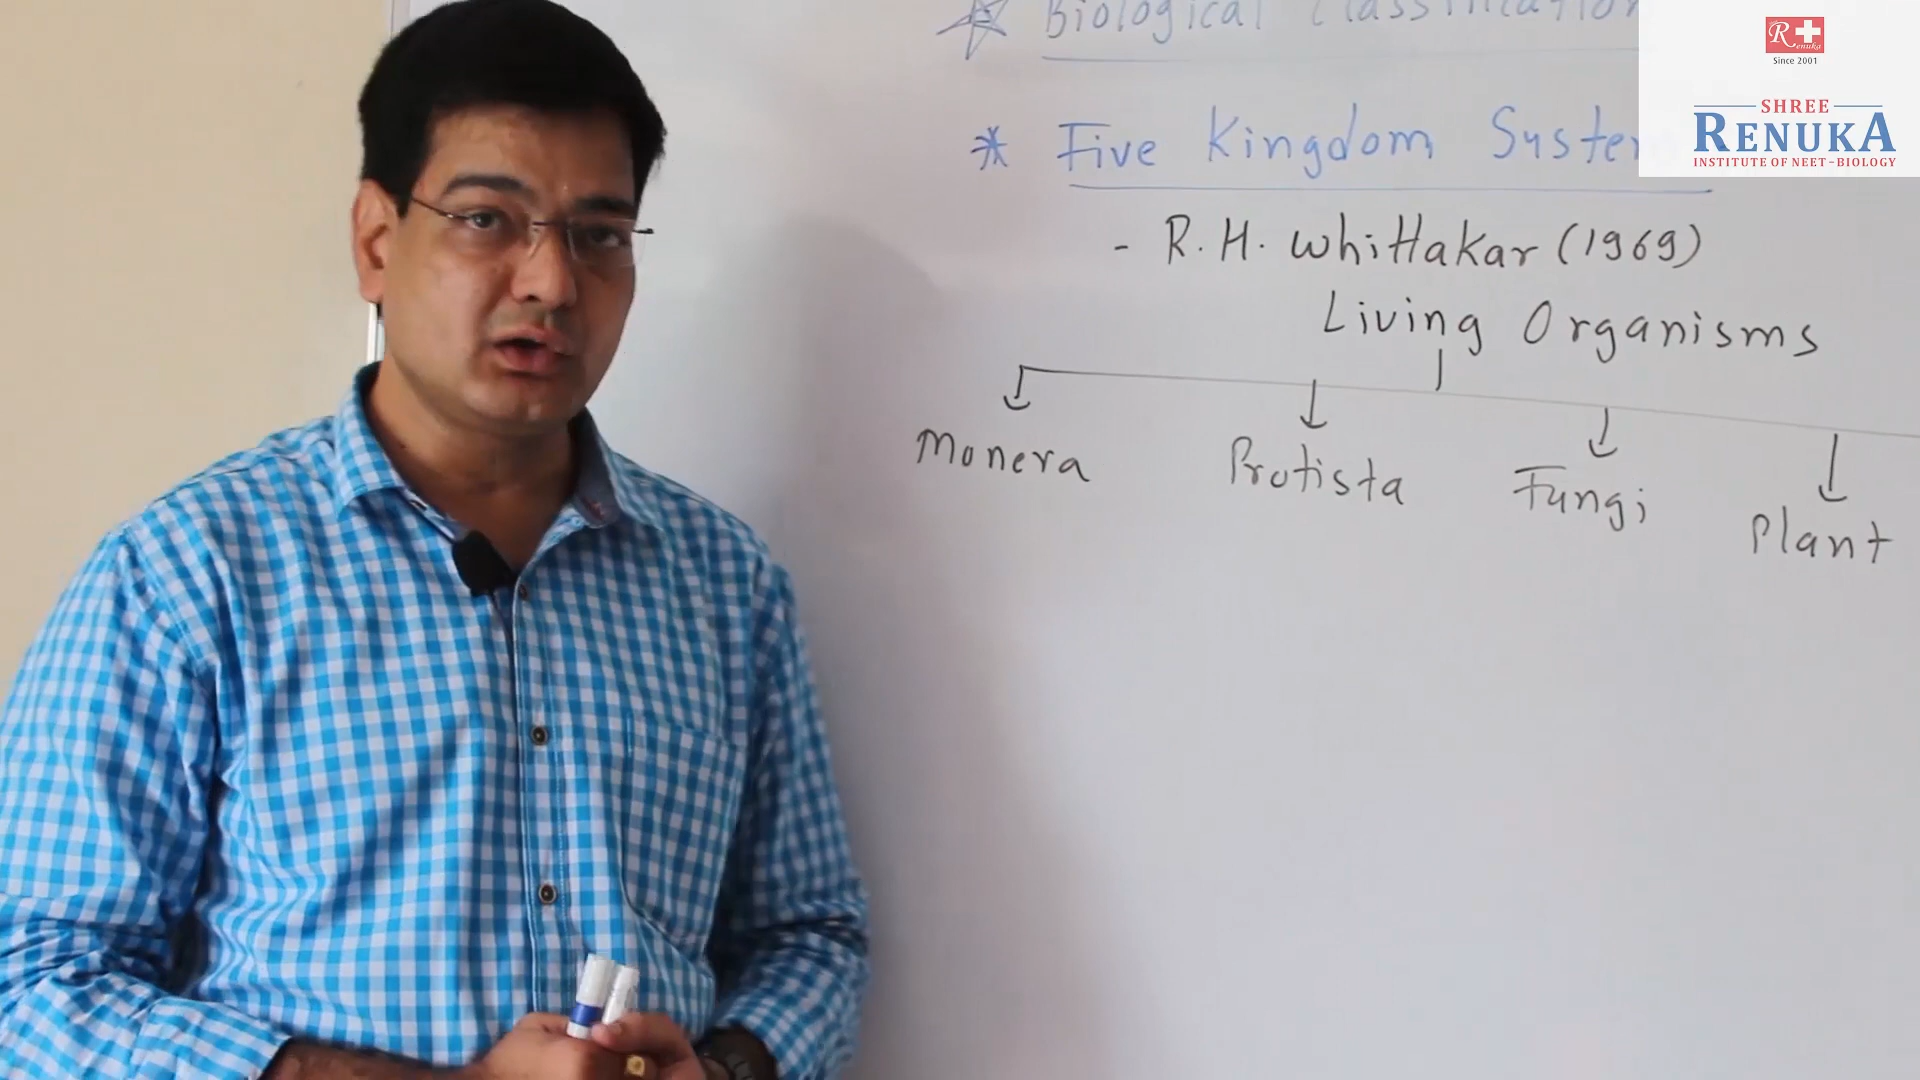 Biological Classification
* Five Kingdom System
- R. H. Whittakar (1969)
Living Organisms
Monera Protista Fungi Plant
R+
Renuka
Since 2001
SHREE
RENUKA
INSTITUTE OF NEET-BIOLOGY